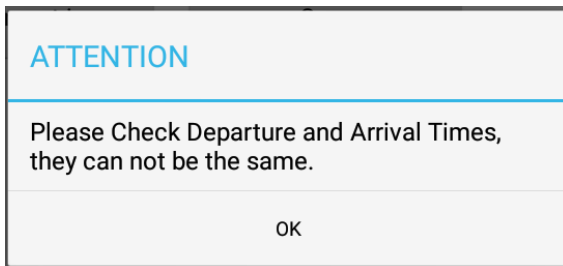 ATTENTION
Please Check Departure and Arrival Times,
they can not be the same.
OK